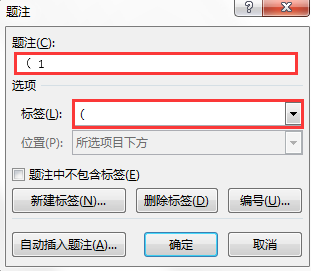 题注
题注(C):
（ 1
选项
标签(L):
（
位置(P):
所选项目下方
题注中不包含标签(E)
新建标签(N)...
删除标签(D)
编号(U)...
自动插入题注(A)...
确定
取消